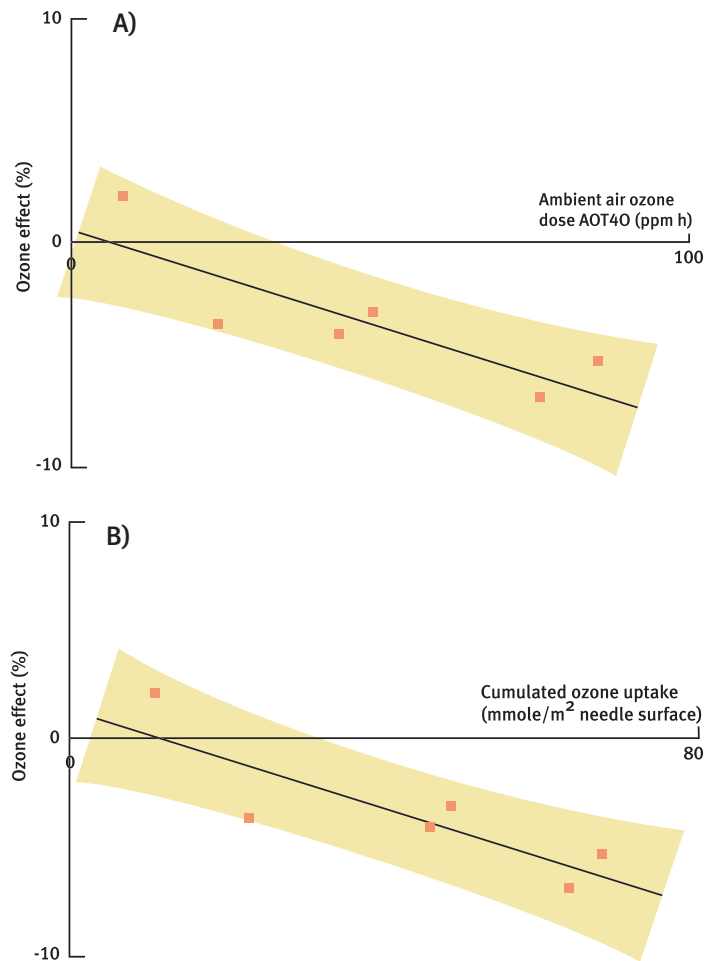 A)
10
Ozone effect (%)
Ambient air ozone
dose AOT4O (ppm h)
0
0
100
-10
B)
10
Ozone effect (%)
Cumulated ozone uptake
(mmole/m² needle surface)
0
0
80
-10